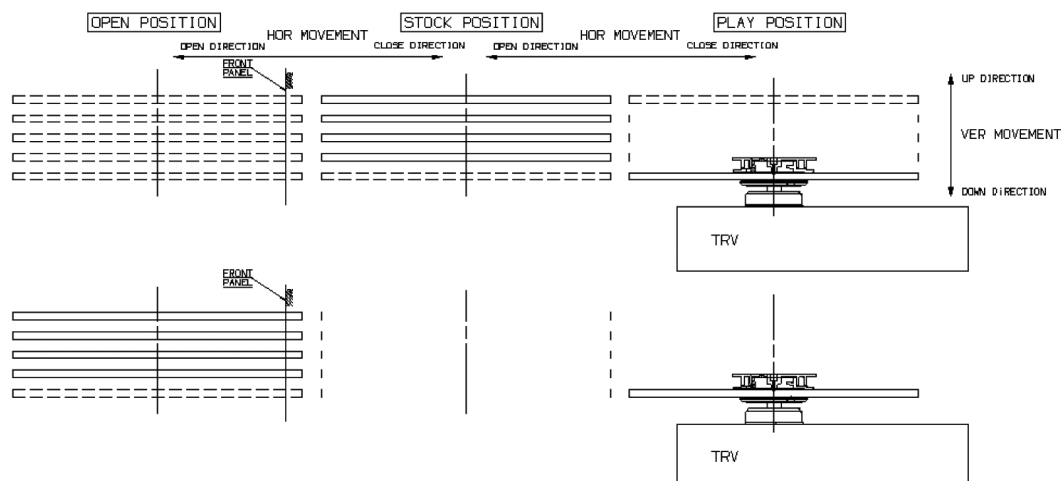 OPEN POSITION
STOCK POSITION
PLAY POSITION
HOR MOVEMENT
HOR MOVEMENT
OPEN DIRECTION
CLOSE DIRECTION
OPEN DIRECTION
CLOSE DIRECTION
FRONT
PANEL
UP DIRECTION
VER MOVEMENT
DOWN DiRECTION
TRV
FRONT
PANEL
TRV